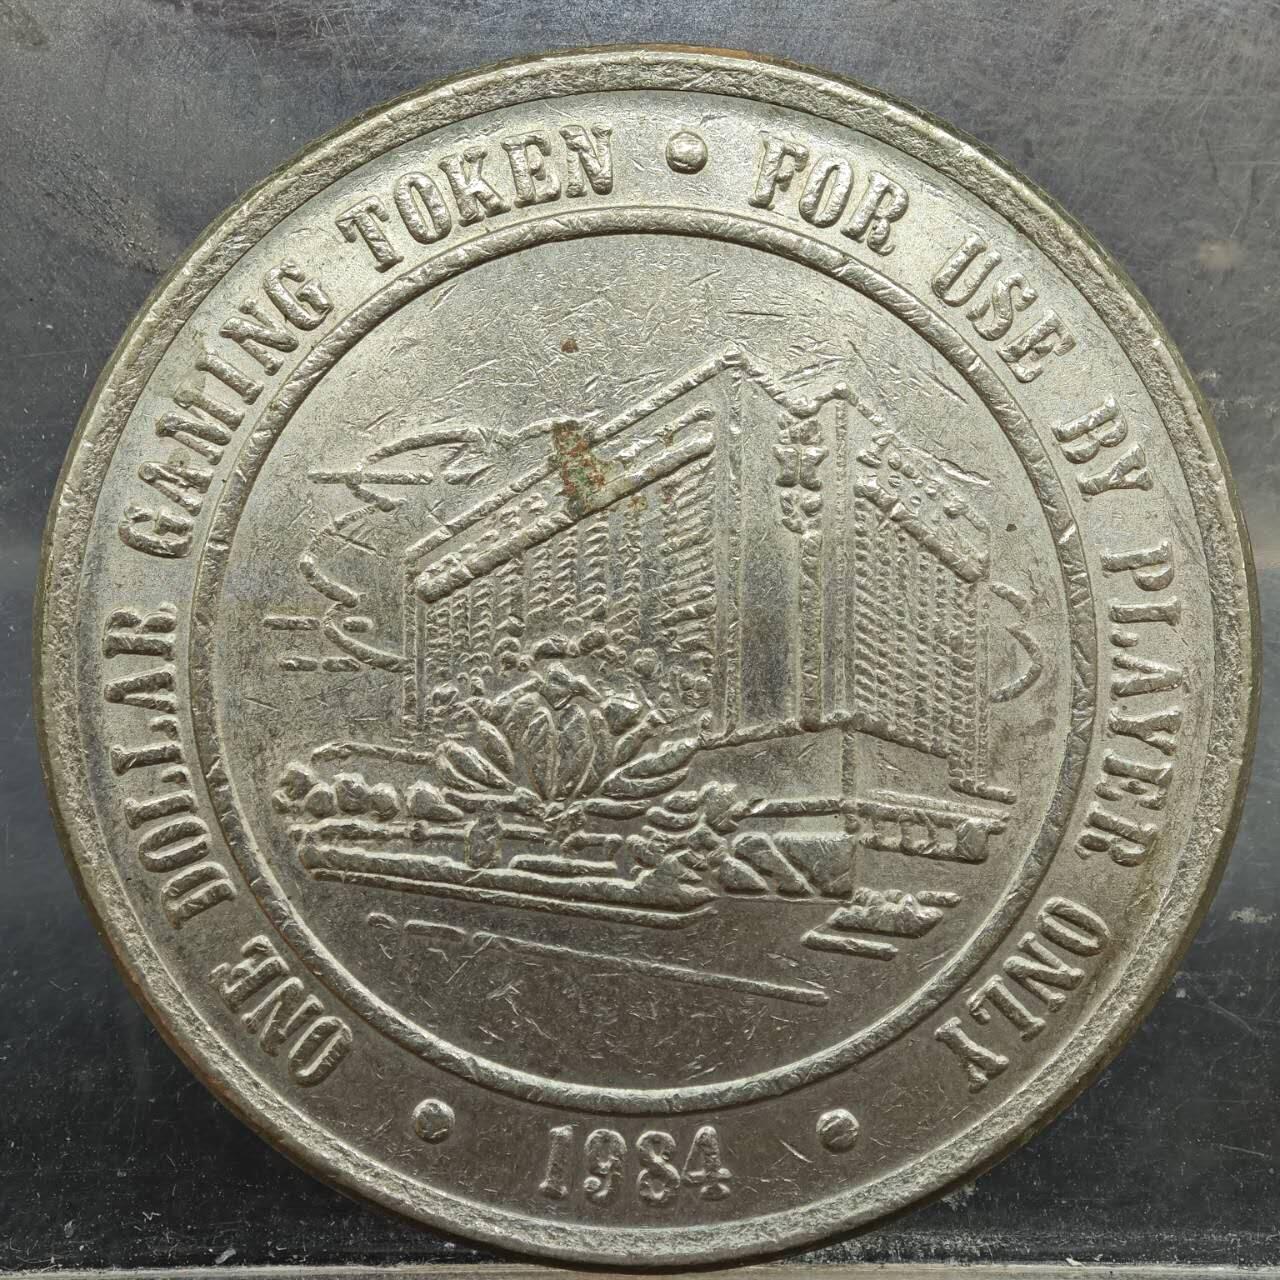 ONE DOLLAR GAMING TOKEN • FOR USE BY PLAYER ONLY
• 1984 •